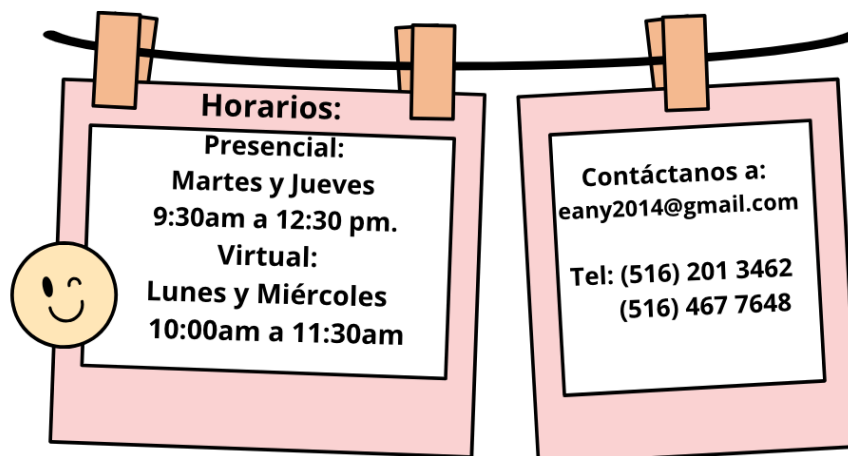 Horarios:
Presencial:
Martes y Jueves
9:30am a 12:30 pm.
Virtual:
Lunes y Miércoles
10:00am a 11:30am
Contáctanos a:
eany2014@gmail.com
Tel: (516) 201 3462
(516) 467 7648